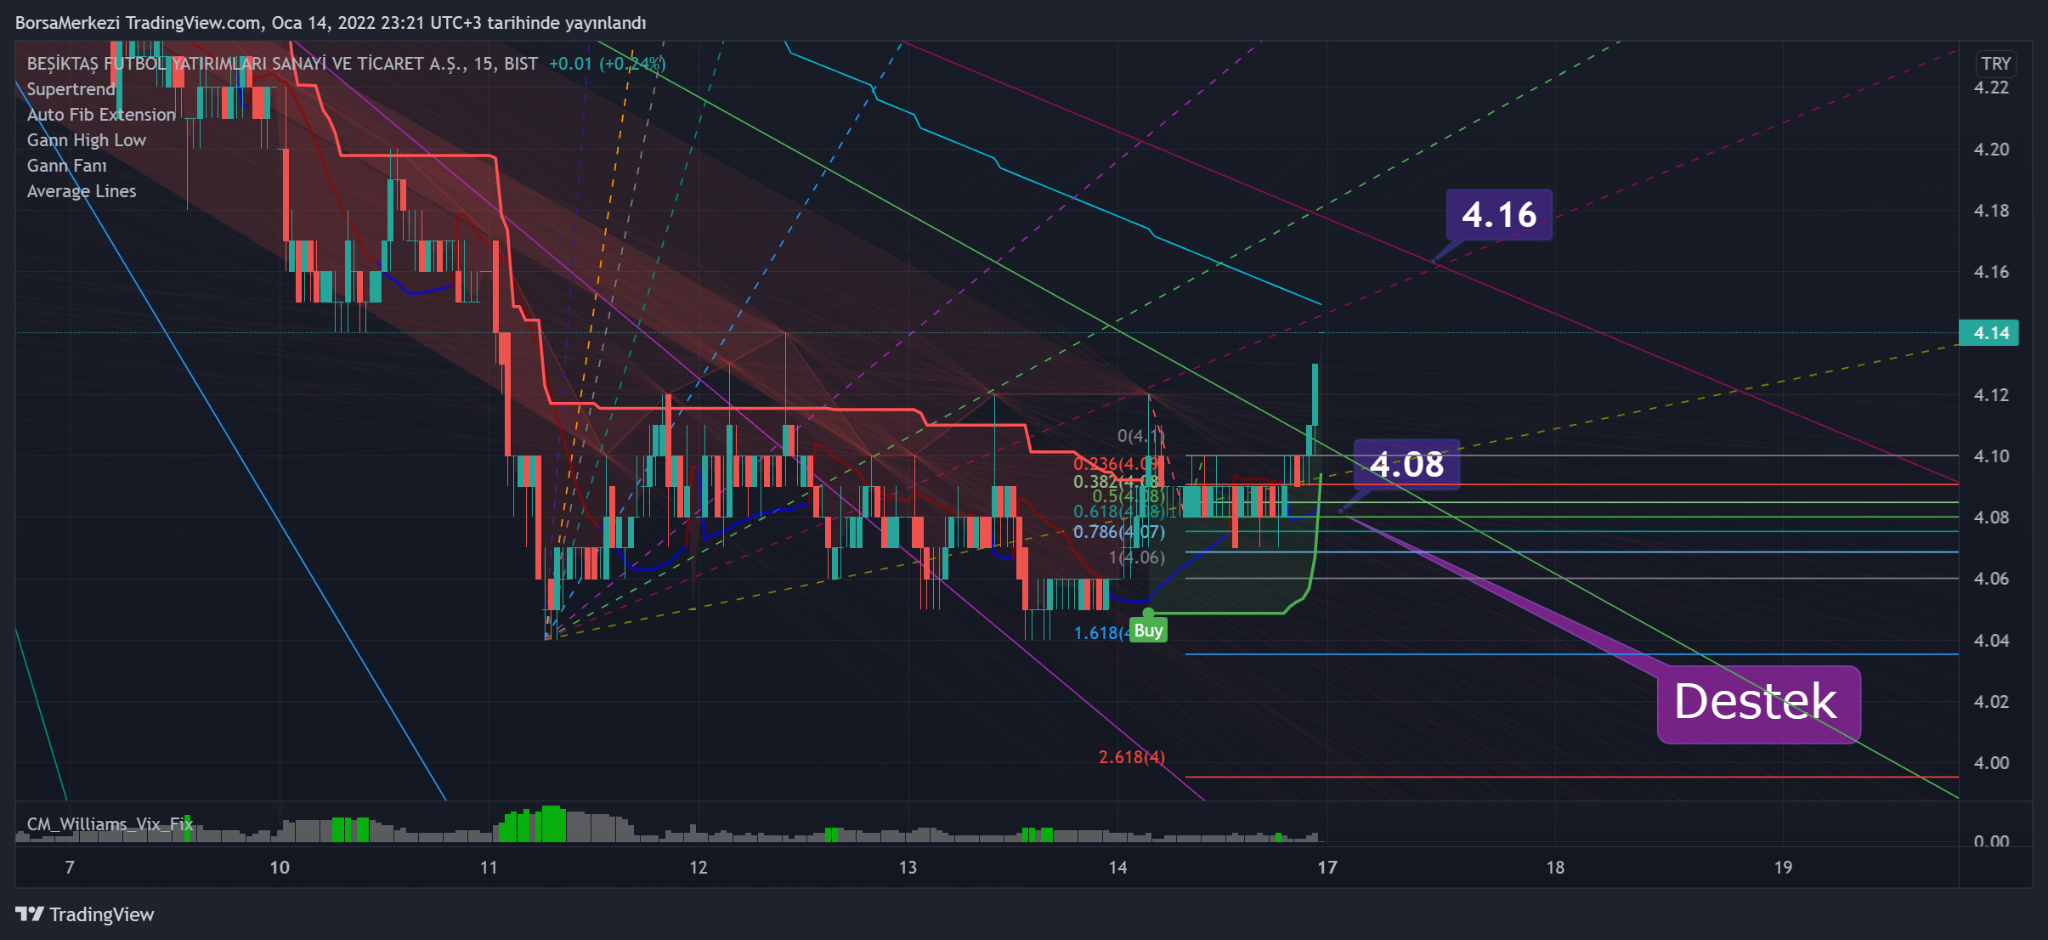 BorsaMerkezi TradingView.com, Oca 14, 2022 23:21 UTC+3 tarihinde yayınlandı
BEŞİKTAŞ FUTBOL YATIRIMLARI SANAYİ VE TİCARET A.Ş., 15, BIST +0.01 (+0.24%)
Supertrend
Auto Fib Extension
Gann High Low
Gann Fanı
Average Lines
TRY
4.22
4.20
4.18
4.16
4.14
4.12
4.10
4.08
4.06
4.04
4.02
4.00
0.00
4.16
4.08
0(4.1)
0.236(4.09)
0.382(4.08)
0.5(4.08)
0.618(4.08)
0.786(4.07)
1(4.06)
1.618(4
Buy
2.618(4)
Destek
CM_Williams_Vix_Fix
7 10 11 12 13 14 17 18 19
TradingView